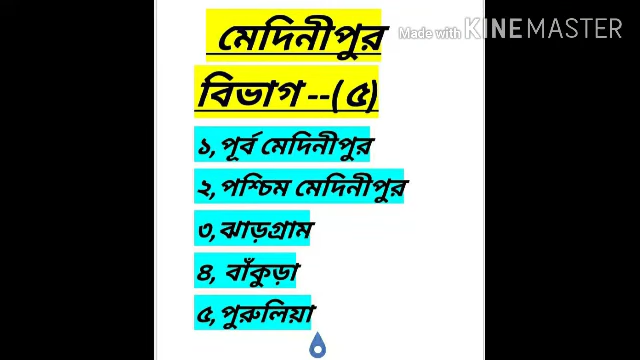 মেদিনীপুর
Made with KINEMASTER
বিভাগ --(৫)
১,পূর্ব মেদিনীপুর
২,পশ্চিম মেদিনীপুর
৩,ঝাড়গ্রাম
৪, বাঁকুড়া
৫,পুরুলিয়া